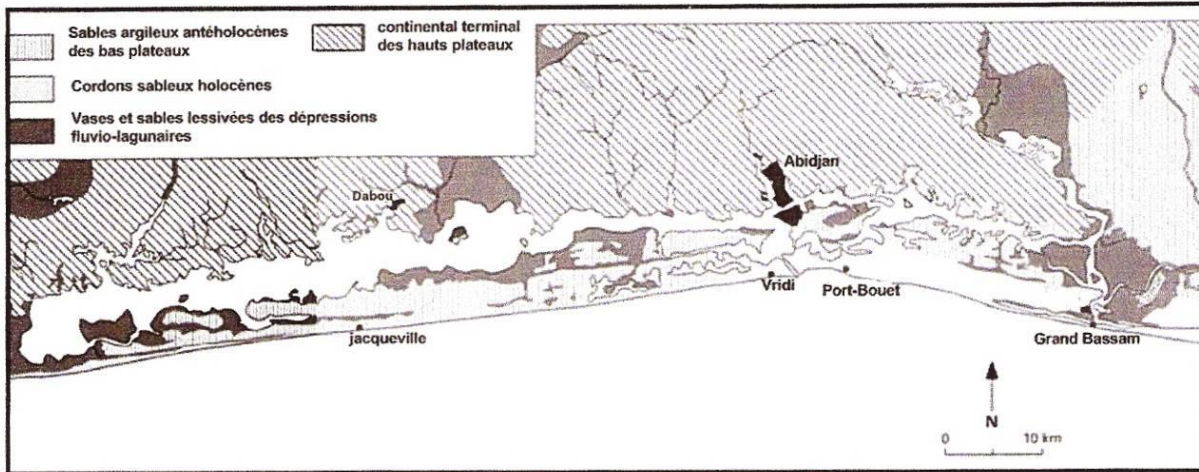 Sables argileux antéholocènes
des bas plateaux
continental terminal
des hauts plateaux
Cordons sableux holocènes
Vases et sables lessivées des dépressions
fluvio-lagunaires
Abidjan
Dabou
Vridi
Port-Bouet
jacqueville
Grand Bassam
N
0 10 km